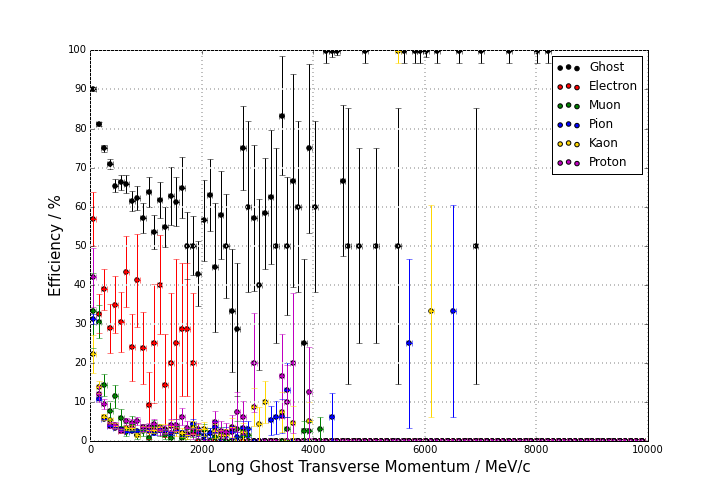 100
90
80
70
60
50
40
30
20
10
0
Efficiency / %
Ghost
Electron
Muon
Pion
Kaon
Proton
0 2000 4000 6000 8000 10000
Long Ghost Transverse Momentum / MeV/c